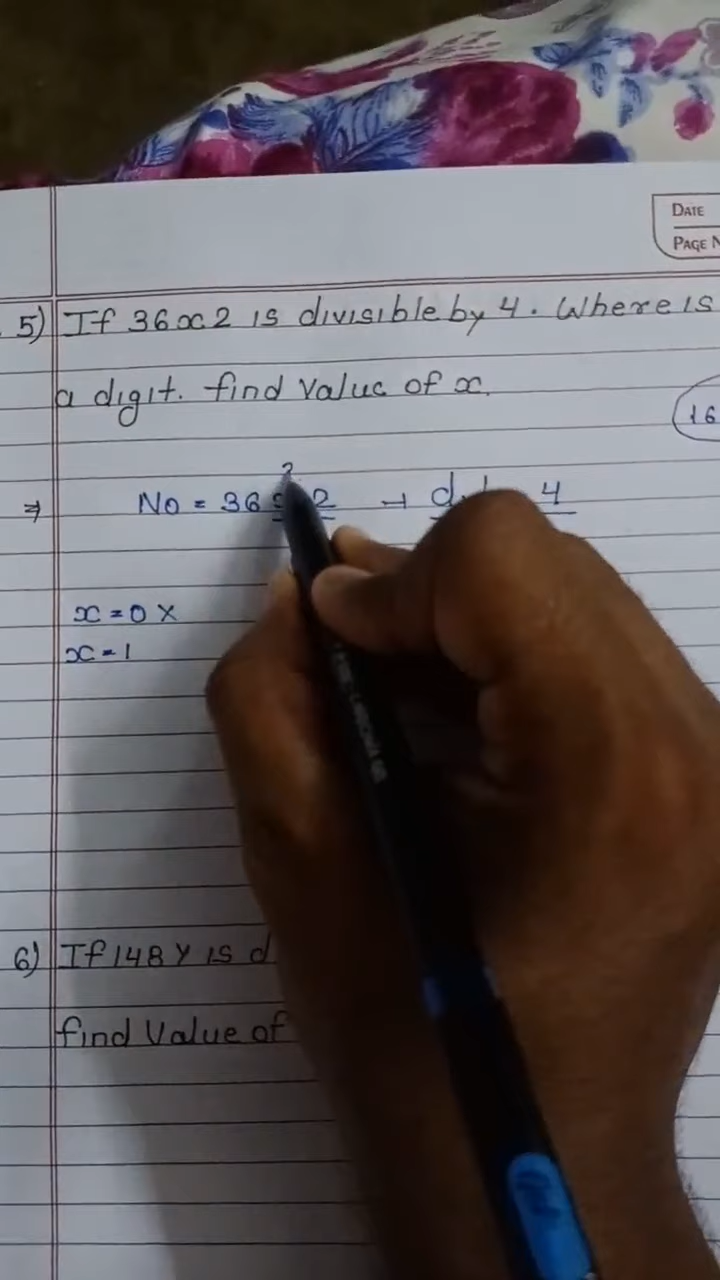 DATE
PAGE N
5) If 36x2 is divisible by 4. Where is
a digit. find value of x.
16
⇒ No = 36 2 → 4
x = 0 ×
x = 1
6) If 148Y is d
find Value of